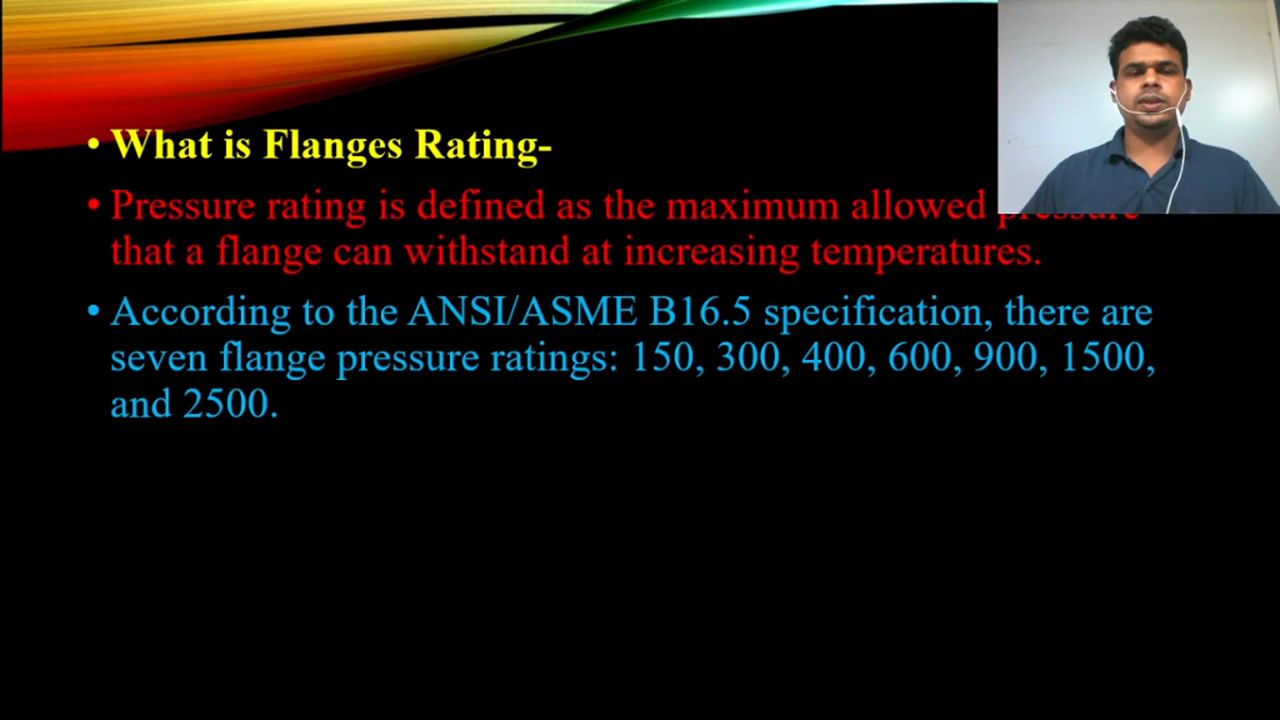 • What is Flanges Rating-
• Pressure rating is defined as the maximum allowed pressure
that a flange can withstand at increasing temperatures.
• According to the ANSI/ASME B16.5 specification, there are
seven flange pressure ratings: 150, 300, 400, 600, 900, 1500,
and 2500.